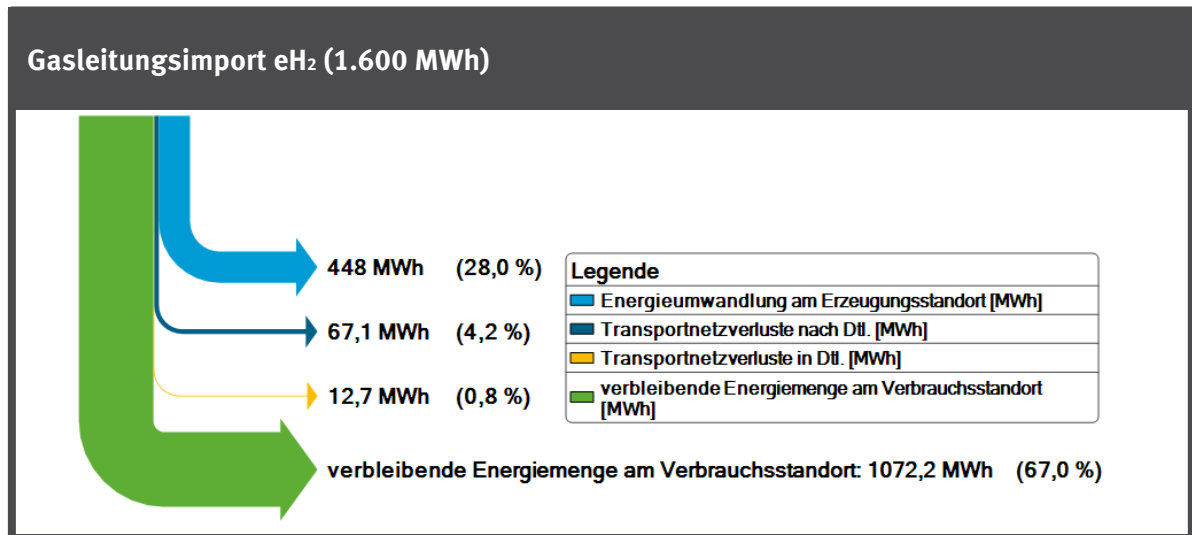 Gasleitungsimport eH₂ (1.600 MWh)
448 MWh (28,0 %)
67,1 MWh (4,2 %)
12,7 MWh (0,8 %)
Legende
Energieumwandlung am Erzeugungsstandort [MWh]
Transportnetzverluste nach Dtl. [MWh]
Transportnetzverluste in Dtl. [MWh]
verbleibende Energiemenge am Verbrauchsstandort
[MWh]
verbleibende Energiemenge am Verbrauchsstandort: 1072,2 MWh (67,0 %)